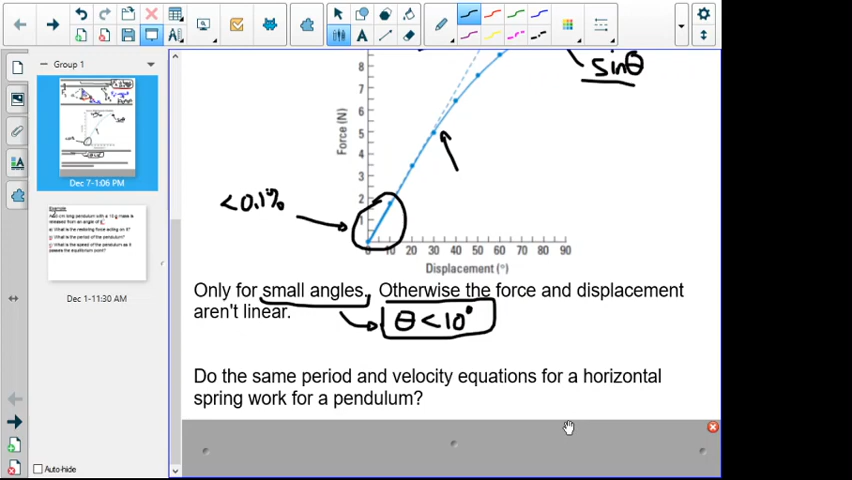 Group 1
Dec 7-1:06 PM
Example
Dec 1-11:30 AM
Auto-hide
sinθ
8
7
6
5
4
3
2
1
Force (N)
<0.1%
0 10 20 30 40 50 60 70 80 90
Displacement (°)
Only for small angles. Otherwise the force and displacement
aren't linear.
θ < 10°
Do the same period and velocity equations for a horizontal
spring work for a pendulum?